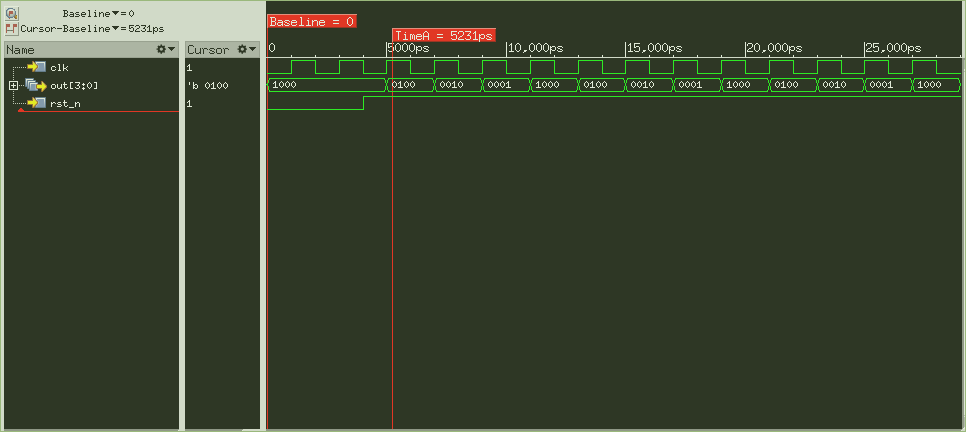 Baseline▼=0
Cursor-Baseline▼=5231ps
Baseline = 0
TimeA = 5231ps
Name Cursor
0 5000ps 10,000ps 15,000ps 20,000ps 25,000ps
clk 1
out[3:0] 'b 0100 1000 0100 0010 0001 1000 0100 0010 0001 1000 0100 0010 0001 1000
rst_n 1